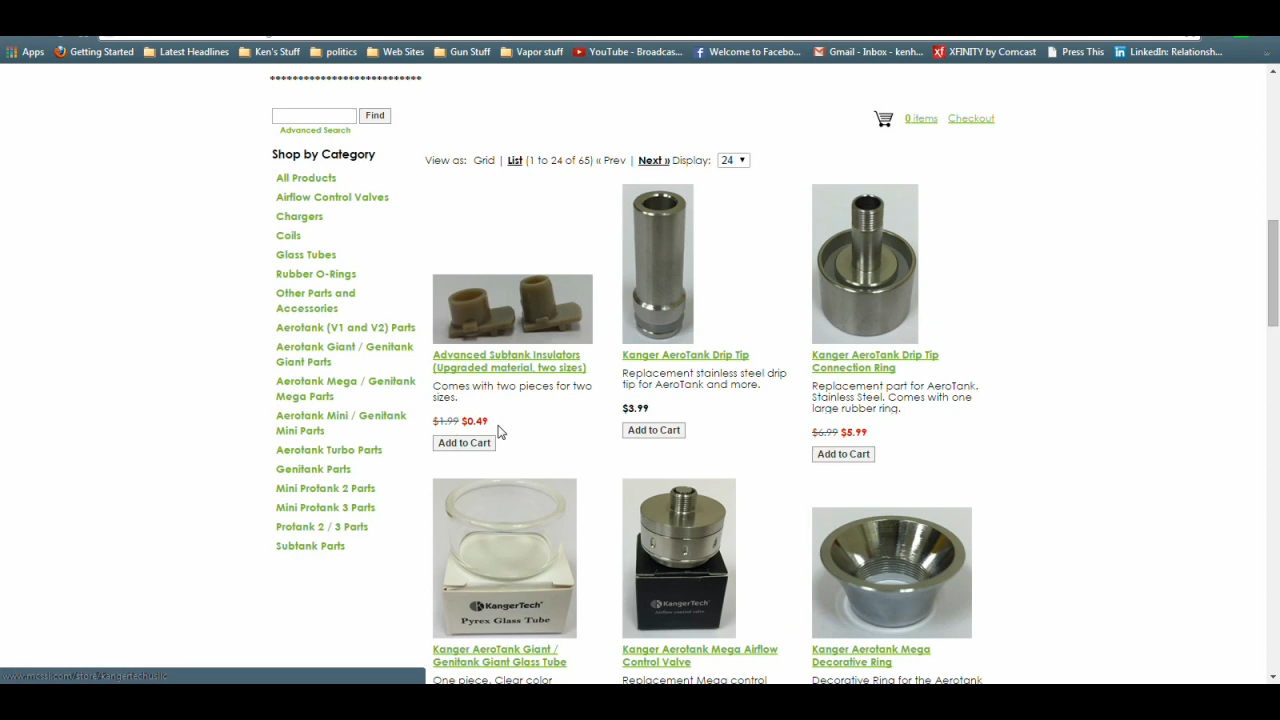 Apps Getting Started Latest Headlines Ken's Stuff politics Web Sites Gun Stuff Vapor stuff YouTube - Broadcas... Welcome to Facebo... Gmail - Inbox - kenh... XFINITY by Comcast Press This LinkedIn: Relationsh... »
***************************
Find
Advanced Search
0 items Checkout
Shop by Category
All Products
Airflow Control Valves
Chargers
Coils
Glass Tubes
Rubber O-Rings
Other Parts and
Accessories
Aerotank (V1 and V2) Parts
Aerotank Giant / Genitank
Giant Parts
Aerotank Mega / Genitank
Mega Parts
Aerotank Mini / Genitank
Mini Parts
Aerotank Turbo Parts
Genitank Parts
Mini Protank 2 Parts
Mini Protank 3 Parts
Protank 2 / 3 Parts
Subtank Parts
View as: Grid | List (1 to 24 of 65) « Prev | Next » Display: 24
Advanced Subtank Insulators
(Upgraded material, two sizes)
Comes with two pieces for two
sizes.
$1.99 $0.49
Add to Cart
Kanger AeroTank Drip Tip
Replacement stainless steel drip
tip for AeroTank and more.
$3.99
Add to Cart
Kanger AeroTank Drip Tip
Connection Ring
Replacement part for AeroTank.
Stainless Steel. Comes with one
large rubber ring.
$6.99 $5.99
Add to Cart
KangerTech
Pyrex Glass Tube
Kanger AeroTank Giant /
Genitank Giant Glass Tube
One piece. Clear color
KangerTech
Airflow control valve
Kanger Aerotank Mega Airflow
Control Valve
Replacement Mega control
Kanger Aerotank Mega
Decorative Ring
Decorative Ring for the Aerotank